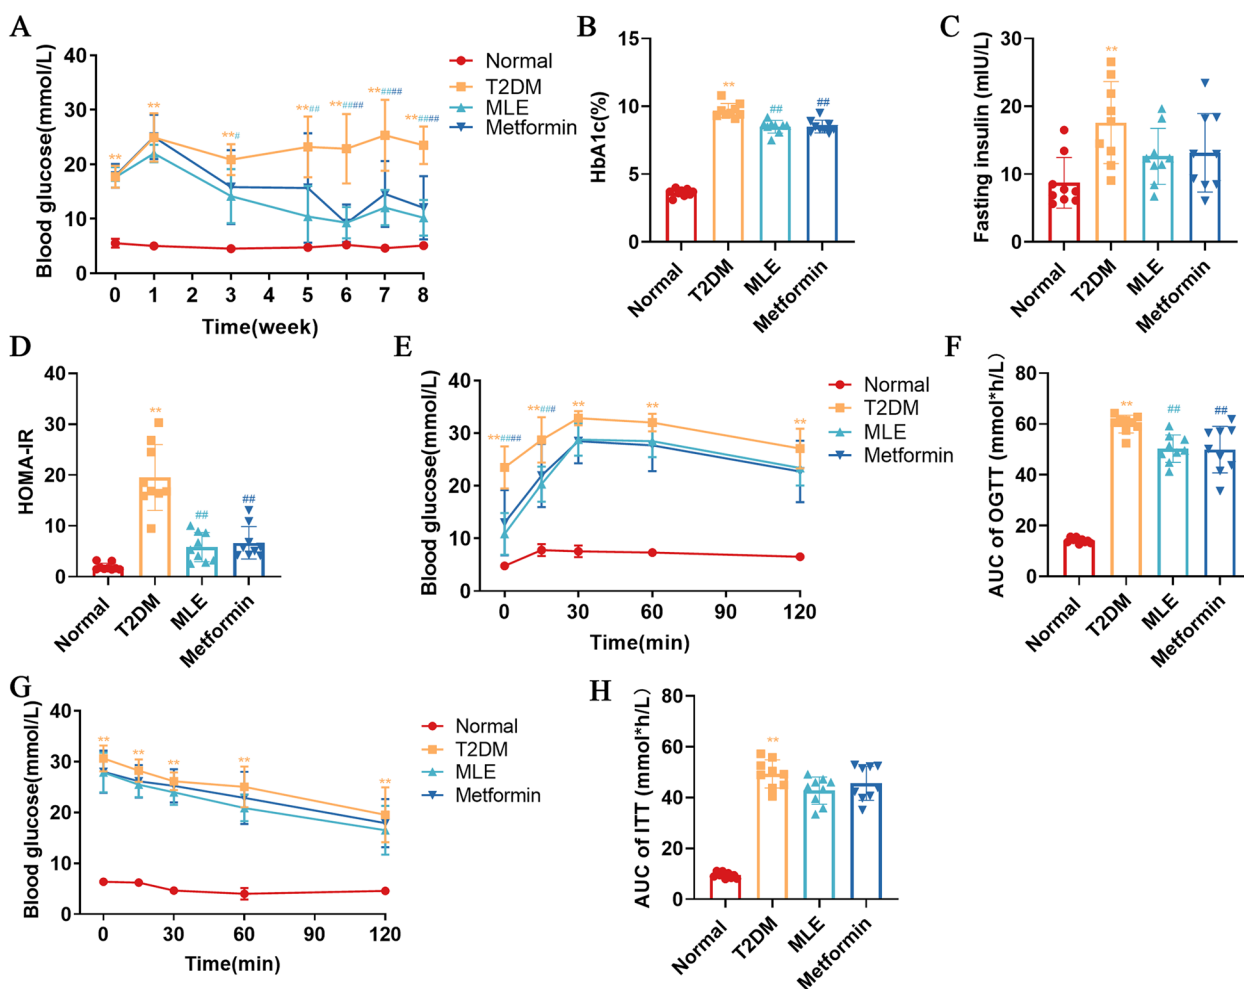 A
Blood glucose(mmol/L)
40
30
20
10
0
** ** **# **## **#### **#### **####
0 1 2 3 4 5 6 7 8
Time(week)
Normal
T2DM
MLE
Metformin
B
HbA1c(%)
15
10
5
0
** ## ##
Normal T2DM MLE Metformin
C
Fasting insulin (mIU/L)
30
20
10
0
**
Normal T2DM MLE Metformin
D
HOMA-IR
40
30
20
10
0
** ## ##
Normal T2DM MLE Metformin
E
Blood glucose(mmol/L)
40
30
20
10
0
**#### **### ** ** **
0 30 60 90 120
Time(min)
Normal
T2DM
MLE
Metformin
F
AUC of OGTT (mmol*h/L)
80
60
40
20
0
** ## ##
Normal T2DM MLE Metformin
G
Blood glucose(mmol/L)
40
30
20
10
0
** ** ** ** **
0 30 60 90 120
Time(min)
Normal
T2DM
MLE
Metformin
H
AUC of ITT (mmol*h/L)
80
60
40
20
0
**
Normal T2DM MLE Metformin